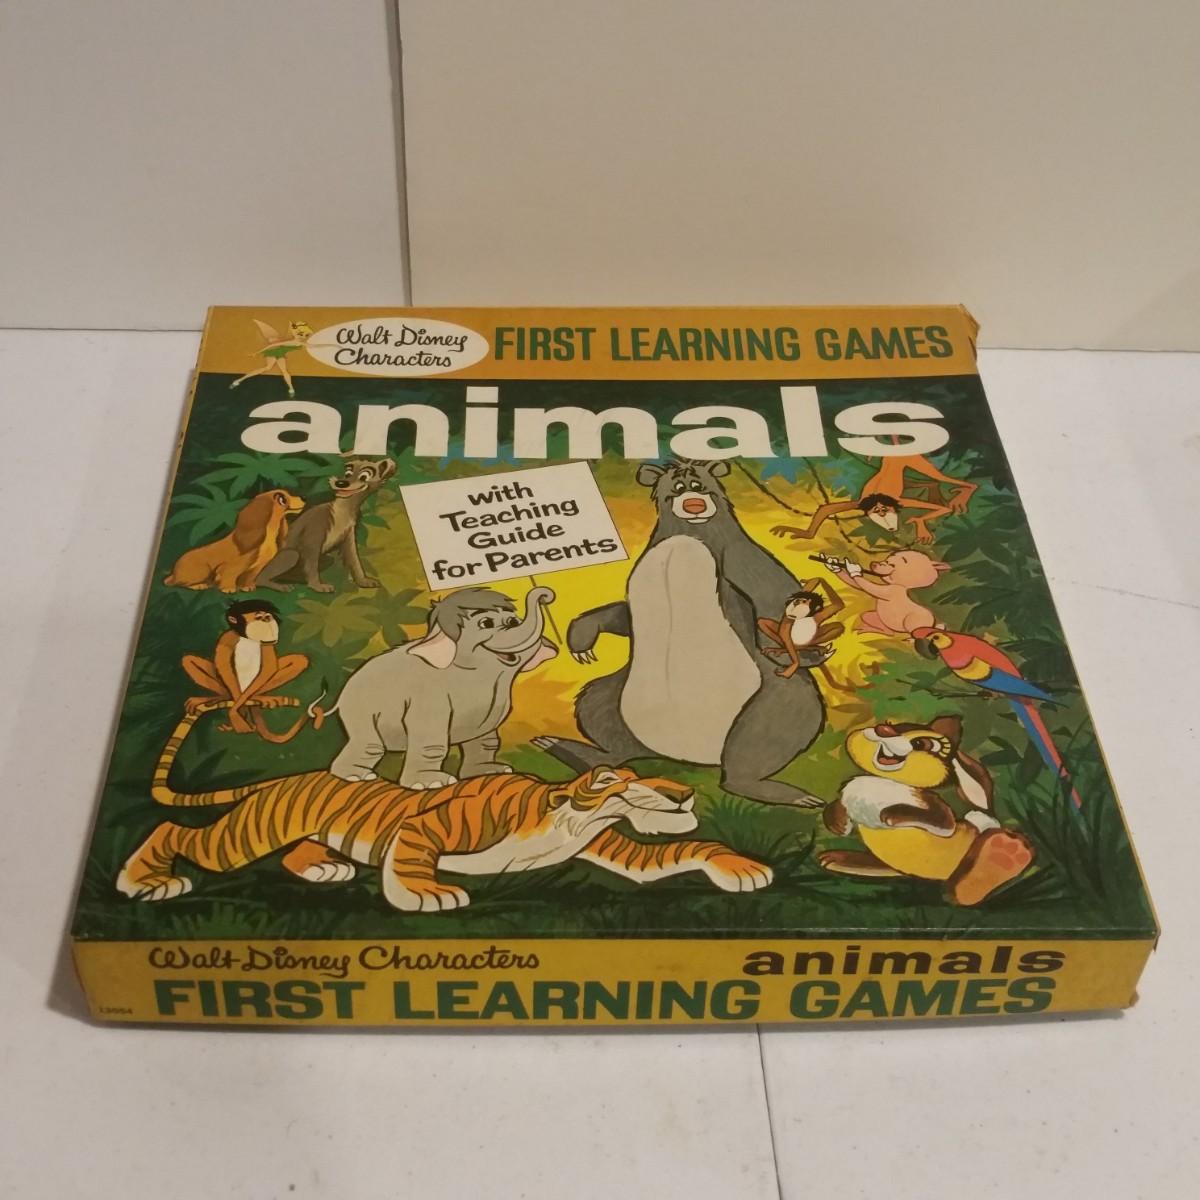 Walt Disney
Characters
FIRST LEARNING GAMES
animals
with
Teaching
Guide
for Parents
Walt Disney Characters
animals
FIRST LEARNING GAMES